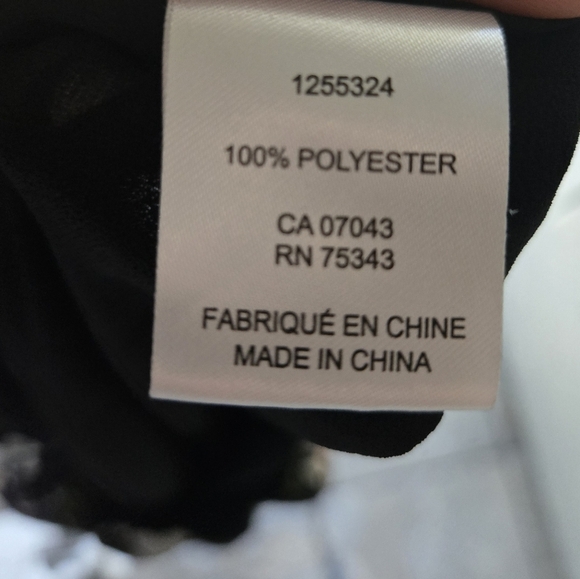 1255324
100% POLYESTER
CA 07043
RN 75343
FABRIQUÉ EN CHINE
MADE IN CHINA